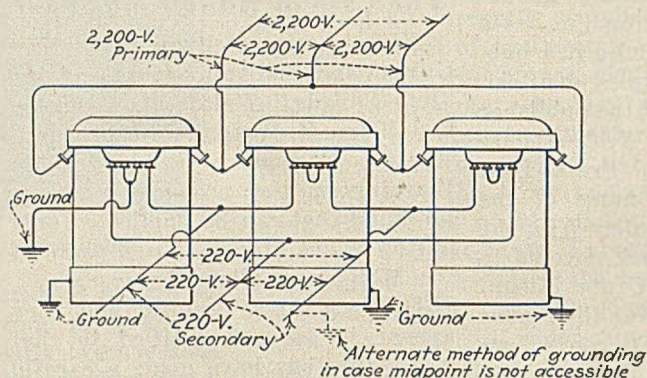 2,200-V.
2,200-V.
Primary
2,200-V.
2,200-V.
Ground
220-V.
220-V.
220-V.
Ground
220-V.
Secondary
Ground
Alternate method of grounding
in case midpoint is not accessible